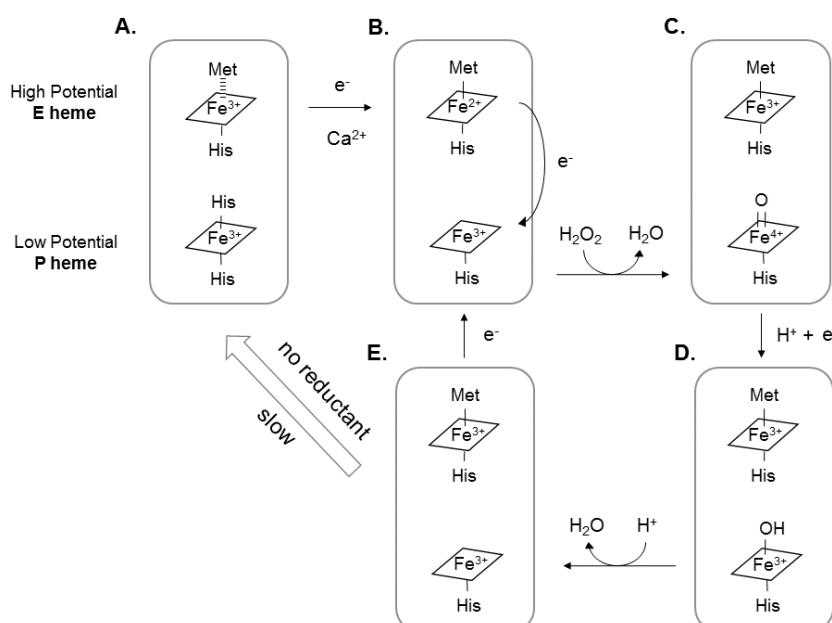 A.
B.
C.
High Potential
E heme
Low Potential
P heme
Met
Fe3+
His
His
Fe3+
His
e-
Ca2+
Met
Fe2+
His
Fe3+
His
e-
H2O2
H2O
Met
Fe3+
His
O
Fe4+
His
H+ + e
D.
E.
e-
no reductant
slow
Met
Fe3+
His
Fe3+
His
H2O
H+
Met
Fe3+
His
OH
Fe3+
His